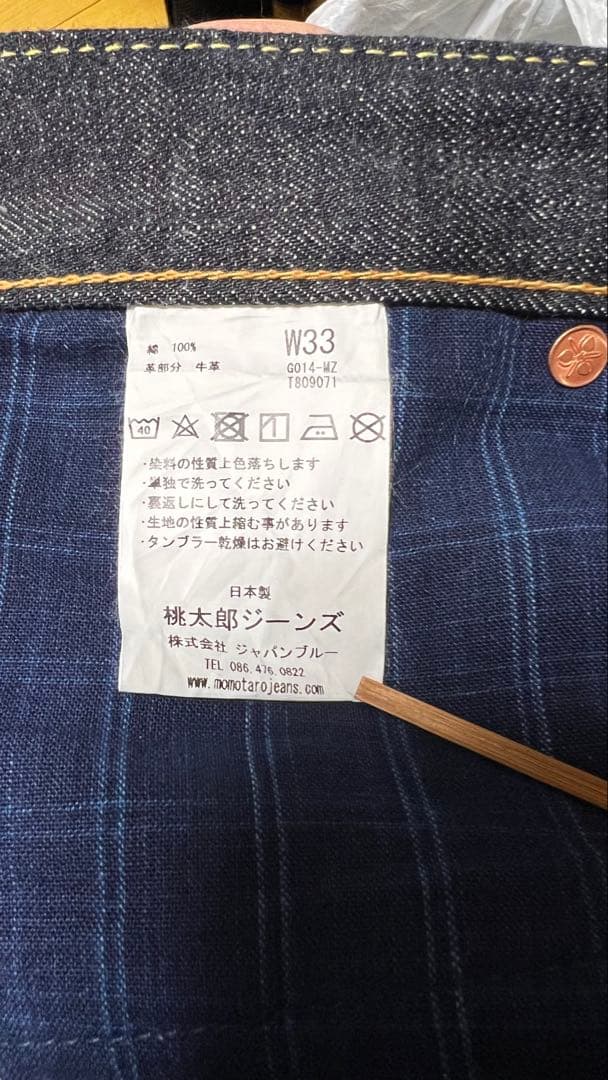 綿 100%
革部分 牛革
W33
G014-MZ
T809071
40
・染料の性質上色落ちします
・単独で洗ってください
・裏返しにして洗ってください
・生地の性質上縮む事があります
・タンブラー乾燥はお避けください
日本製
桃太郎ジーンズ
株式会社 ジャパンブルー
TEL 086.476.0822
www.momotarojeans.com